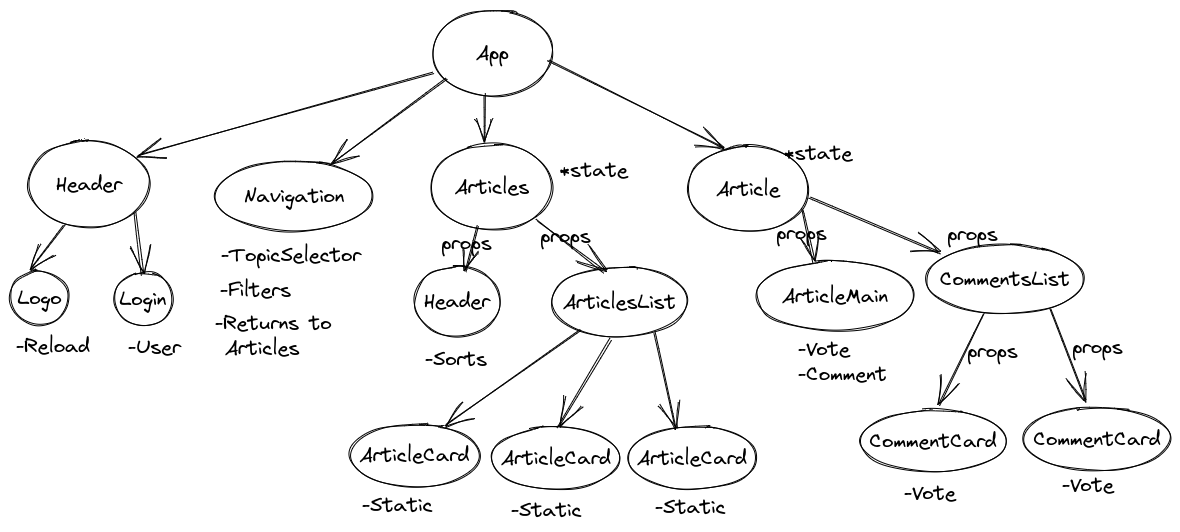 App
Header
Navigation
Articles
*state
Article
*state
-TopicSelector
-Filters
-Returns to
Articles
props
props
props
props
Logo
-Reload
Login
-User
Header
-Sorts
ArticlesList
ArticleMain
-Vote
-Comment
CommentsList
props
props
ArticleCard
-Static
ArticleCard
-Static
ArticleCard
-Static
CommentCard
-Vote
CommentCard
-Vote